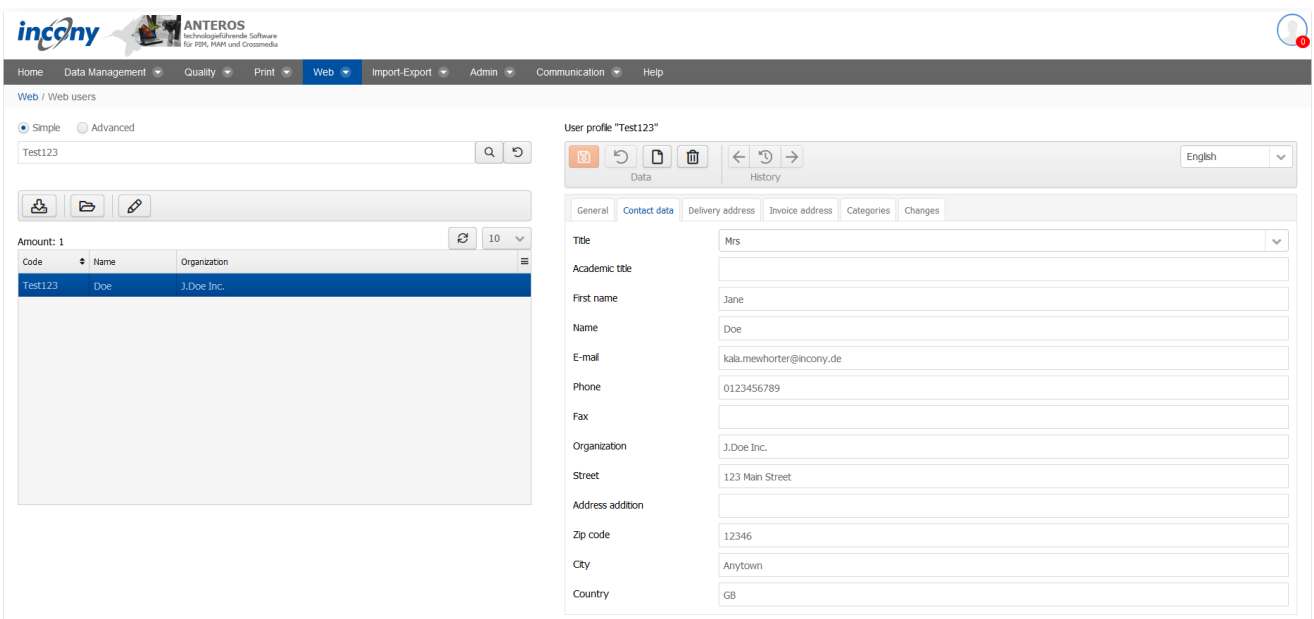 incony
ANTEROS
technologieführende Software
für PIM, MAM und Crossmedia
0
Home Data Management Quality Print Web Import-Export Admin Communication Help
Web / Web users
Simple Advanced
Test123
Amount: 1
10
Code Name Organization
Test123 Doe J.Doe Inc.
User profile "Test123"
Data History
English
General Contact data Delivery address Invoice address Categories Changes
Title Mrs
Academic title
First name Jane
Name Doe
E-mail kala.mewhorter@incony.de
Phone 0123456789
Fax
Organization J.Doe Inc.
Street 123 Main Street
Address addition
Zip code 12346
City Anytown
Country GB